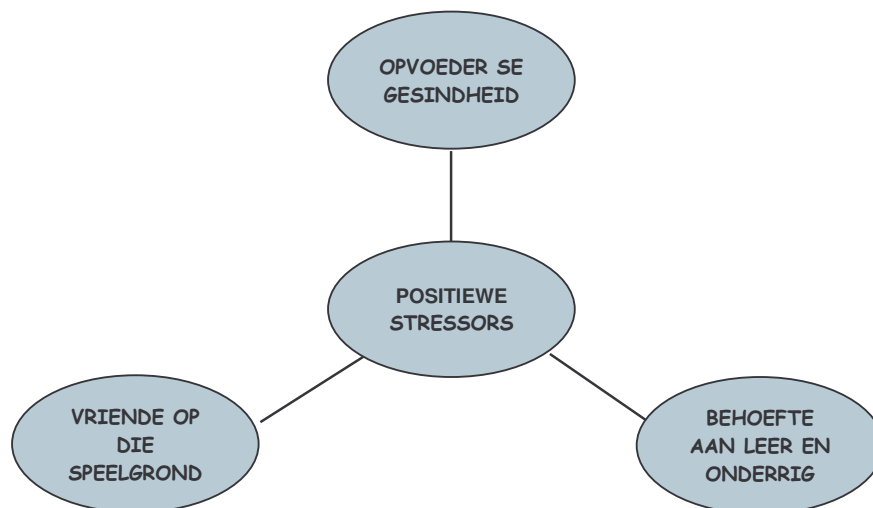 OPVOEDER SE
GESINDHEID
POSITIEWE
STRESSORS
VRIENDE OP
DIE
SPEELGROND
BEHOEFTE
AAN LEER EN
ONDERRIG